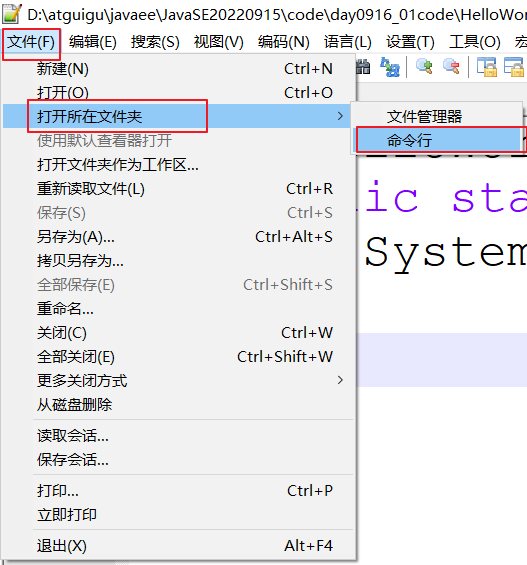 D:\atguigu\javaee\JavaSE20220915\code\day0916_01code\HelloWo
文件(F) 编辑(E) 搜索(S) 视图(V) 编码(N) 语言(L) 设置(T) 工具(O) 宏
新建(N) Ctrl+N
打开(O) Ctrl+O
打开所在文件夹 >
文件管理器
命令行
使用默认查看器打开
打开文件夹作为工作区...
重新读取文件(L) Ctrl+R
lic sta
保存(S) Ctrl+S
另存为(A)... Ctrl+Alt+S
System
拷贝另存为...
全部保存(E) Ctrl+Shift+S
重命名...
关闭(C) Ctrl+W
全部关闭(E) Ctrl+Shift+W
更多关闭方式 >
从磁盘删除
读取会话...
保存会话...
打印... Ctrl+P
立即打印
退出(X) Alt+F4